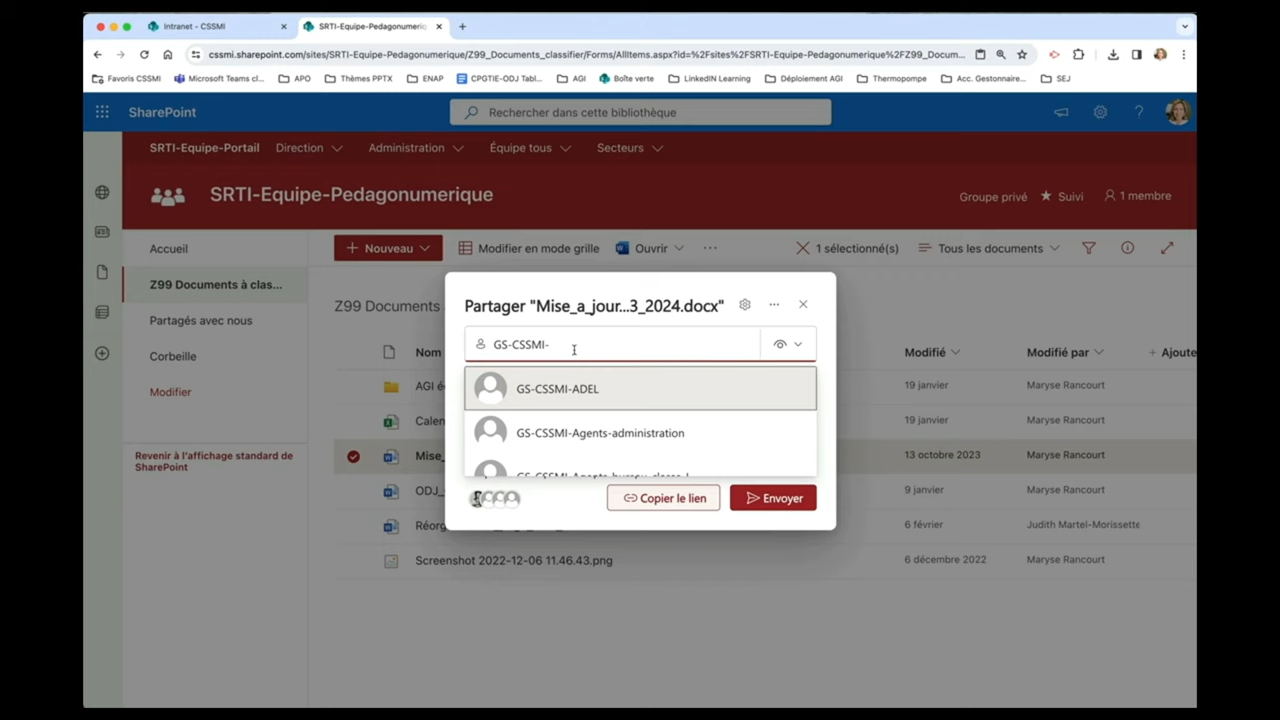 Intranet - CSSMI
SRTI-Equipe-Pedagonumeriq
cssmi.sharepoint.com/sites/SRTI-Equipe-Pedagonumerique/Z99_Documents_classifier/Forms/AllItems.aspx?id=%2Fsites%2FSRTI-Equipe-Pedagonumerique%2FZ99_Docum...
Favoris CSSMI
Microsoft Teams cl...
APO
Thèmes PPTX
ENAP
CPGTIE-ODJ Tabl...
AGI
Boîte verte
LinkedIn Learning
Déploiement AGI
Thermopompe
Acc. Gestonnaire...
SEJ
SharePoint
Rechercher dans cette bibliothèque
SRTI-Equipe-Portail
Direction
Administration
Équipe tous
Secteurs
SRTI-Equipe-Pedagonumerique
Groupe privé
Suivi
1 membre
Accueil
Z99 Documents à clas...
Partagés avec nous
Corbeille
Modifier
Revenir à l'affichage standard de
SharePoint
Nouveau
Modifier en mode grille
Ouvrir
1 sélectionné(s)
Tous les documents
Z99 Documents
Nom
Modifié
Modifié par
Ajoute
AGI
19 janvier
Maryse Rancourt
Calen
19 janvier
Maryse Rancourt
Mise_
13 octobre 2023
Maryse Rancourt
ODJ_
9 janvier
Maryse Rancourt
Réor
6 février
Judith Martel-Morissette
Screenshot 2022-12-06 11.46.43.png
6 décembre 2022
Maryse Rancourt
Partager "Mise_a_jour...3_2024.docx"
GS-CSSMI-
GS-CSSMI-ADEL
GS-CSSMI-Agents-administration
GS-CSSMI-Agents-bureau-classe-I
Copier le lien
Envoyer